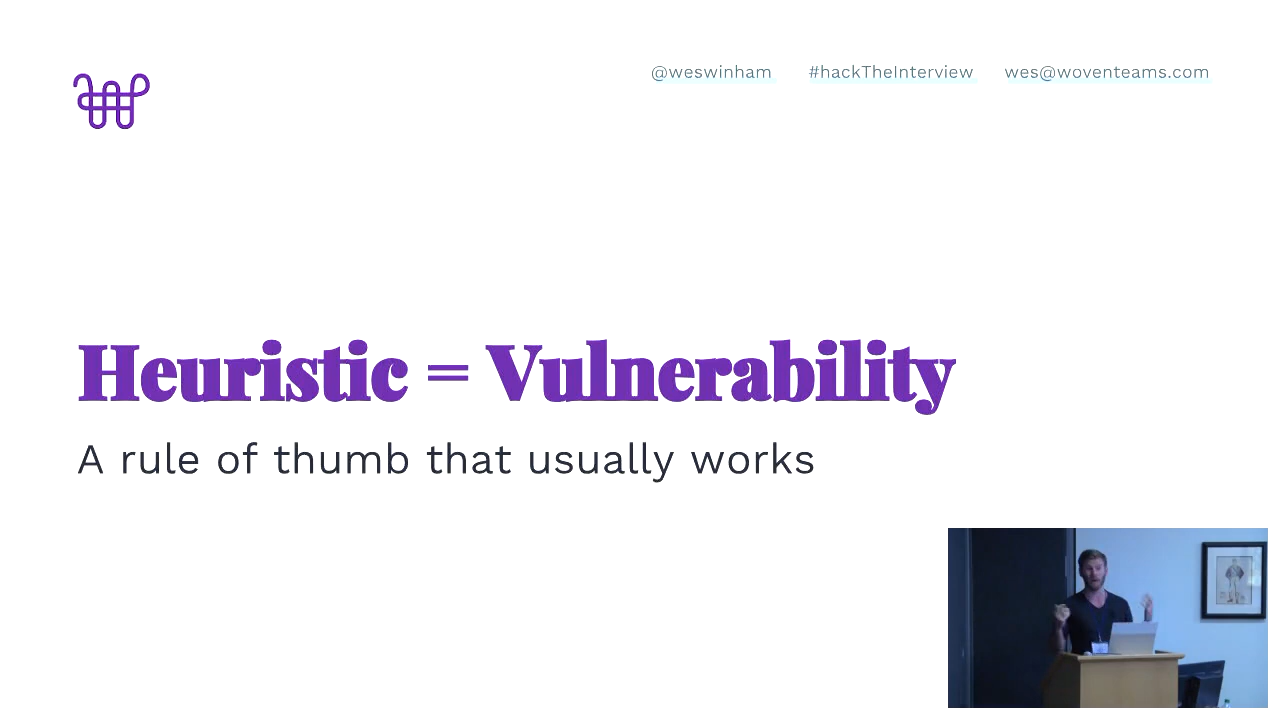 @weswinham #hackTheInterview wes@woventeams.com
Heuristic = Vulnerability
A rule of thumb that usually works